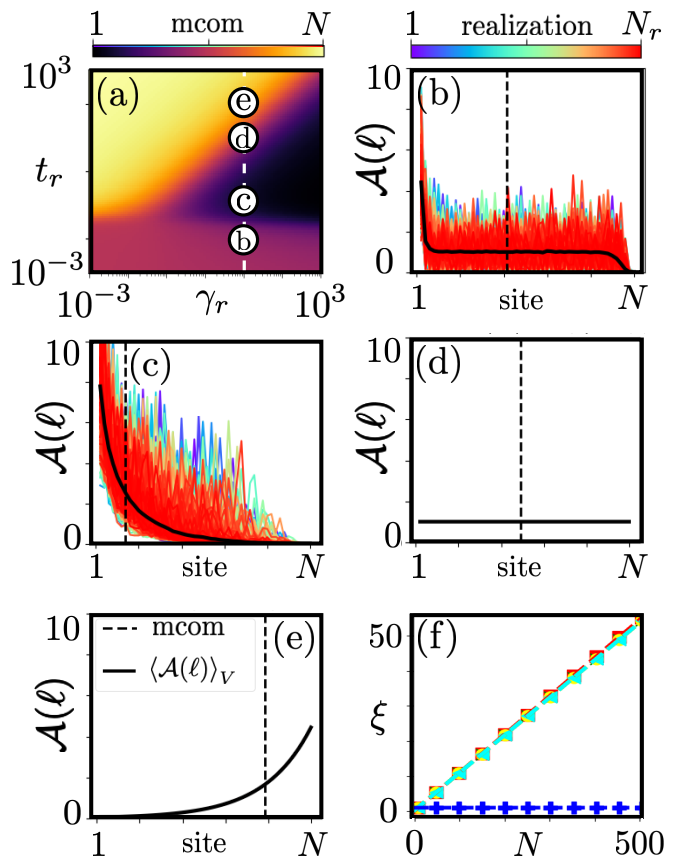 1 mcom N
1 realization N_r
10^3
(a)
e
d
c
b
t_r
10^-3
10^-3 γ_r 10^3
10
(b)
𝒜(ℓ)
0
1 site N
10
(c)
𝒜(ℓ)
0
1 site N
10
(d)
𝒜(ℓ)
0
1 site N
10
mcom
(e)
⟨𝒜(ℓ)⟩_V
𝒜(ℓ)
0
1 site N
50
(f)
ξ
0
0 N 500